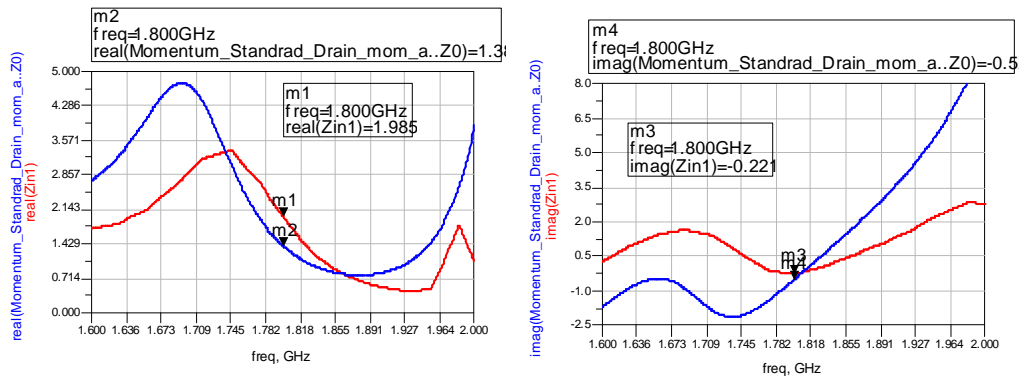 m2
freq=1.800GHz
real(Momentum_Standrad_Drain_mom_a..Z0)=1.38
real(Momentum_Standrad_Drain_mom_a..Z0)
real(Zin1)
5.000
4.286
3.571
2.857
2.143
1.429
0.714
0.000
m1
freq=1.800GHz
real(Zin1)=1.985
m1
m2
1.600 1.636 1.673 1.709 1.745 1.782 1.818 1.855 1.891 1.927 1.964 2.000
freq, GHz
m4
freq=1.800GHz
imag(Momentum_Standrad_Drain_mom_a..Z0)=-0.5
imag(Momentum_Standrad_Drain_mom_a..Z0)
imag(Zin1)
8.0
6.5
5.0
3.5
2.0
0.5
-1.0
-2.5
m3
freq=1.800GHz
imag(Zin1)=-0.221
m3
m4
1.600 1.636 1.673 1.709 1.745 1.782 1.818 1.855 1.891 1.927 1.964 2.000
freq, GHz